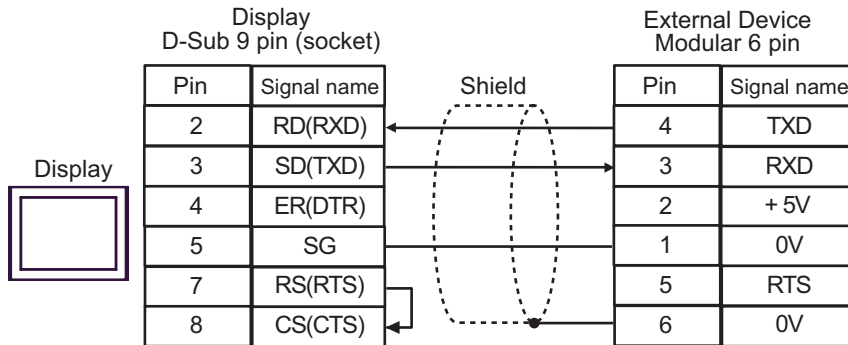 Display
D-Sub 9 pin (socket)
External Device
Modular 6 pin
Pin Signal name Shield Pin Signal name
2 RD(RXD) 4 TXD
3 SD(TXD) 3 RXD
Display
4 ER(DTR) 2 + 5V
5 SG 1 0V
7 RS(RTS) 5 RTS
8 CS(CTS) 6 0V